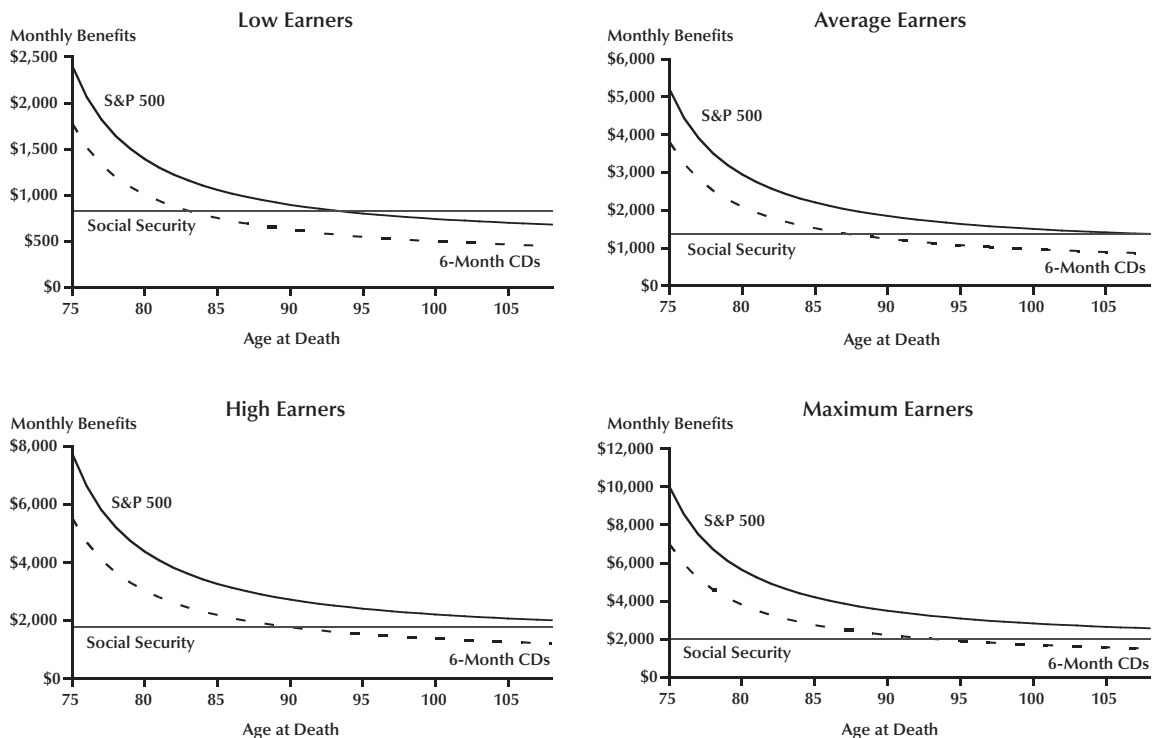 Low Earners
Monthly Benefits
$2,500
$2,000
$1,500
$1,000
$500
$0
S&P 500
Social Security
6-Month CDs
75 80 85 90 95 100 105
Age at Death
Average Earners
Monthly Benefits
$6,000
$5,000
$4,000
$3,000
$2,000
$1,000
$0
S&P 500
Social Security
6-Month CDs
75 80 85 90 95 100 105
Age at Death
High Earners
Monthly Benefits
$8,000
$6,000
$4,000
$2,000
$0
S&P 500
Social Security
6-Month CDs
75 80 85 90 95 100 105
Age at Death
Maximum Earners
Monthly Benefits
$12,000
$10,000
$8,000
$6,000
$4,000
$2,000
$0
S&P 500
Social Security
6-Month CDs
75 80 85 90 95 100 105
Age at Death